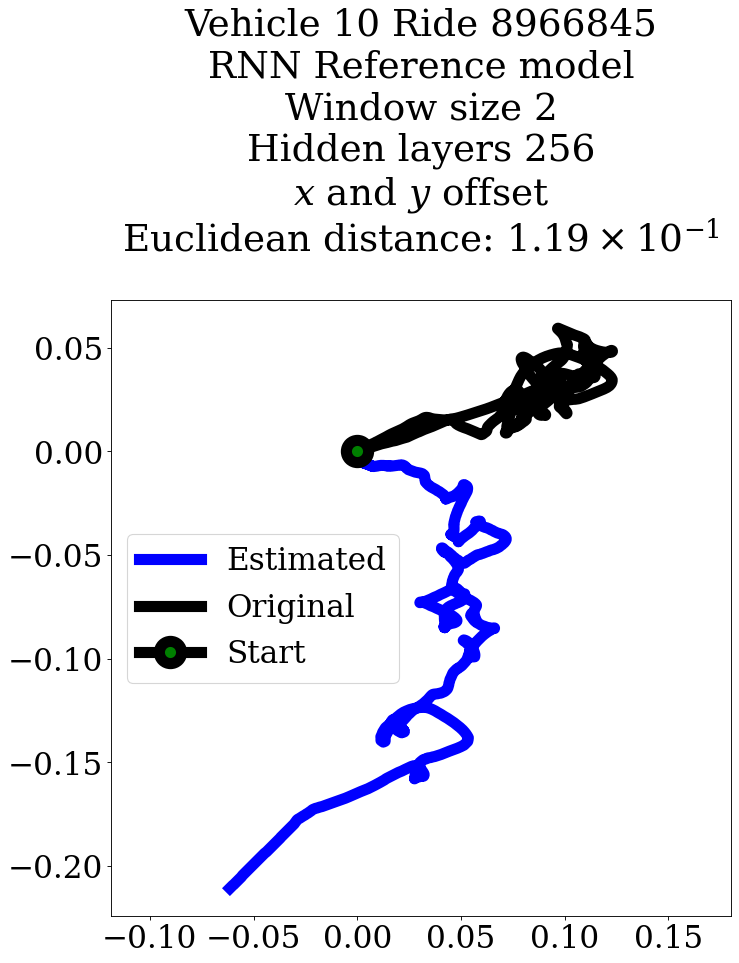 Vehicle 10 Ride 8966845
RNN Reference model
Window size 2
Hidden layers 256
x and y offset
Euclidean distance: 1.19 × 10⁻¹
0.05
0.00
−0.05
−0.10
−0.15
−0.20
Estimated
Original
Start
−0.10 −0.05 0.00 0.05 0.10 0.15